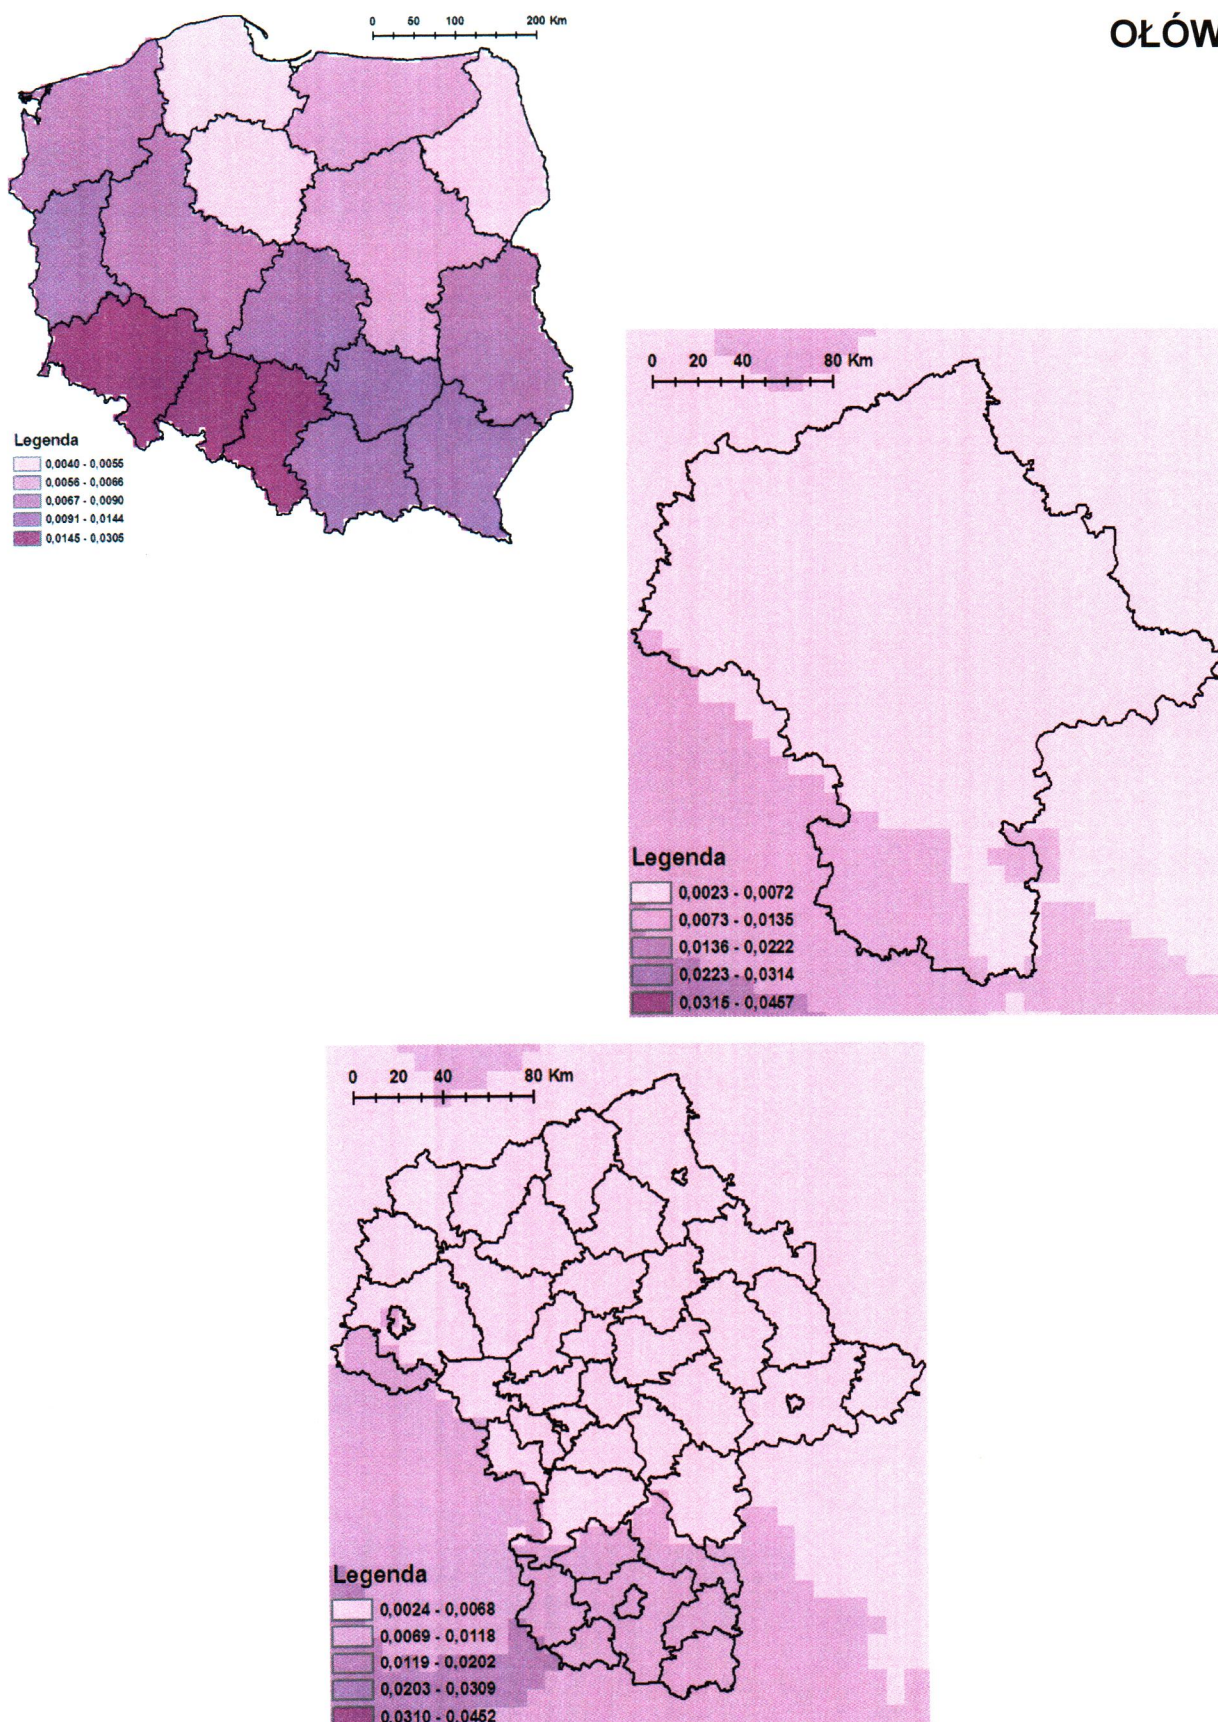 0 50 100 200 Km
OŁÓW
Legenda
0,0040 - 0,0055
0,0056 - 0,0066
0,0067 - 0,0090
0,0091 - 0,0144
0,0145 - 0,0305
0 20 40 80 Km
Legenda
0,0023 - 0,0072
0,0073 - 0,0135
0,0136 - 0,0222
0,0223 - 0,0314
0,0315 - 0,0457
0 20 40 80 Km
Legenda
0,0024 - 0,0068
0,0069 - 0,0118
0,0119 - 0,0202
0,0203 - 0,0309
0,0310 - 0,0452